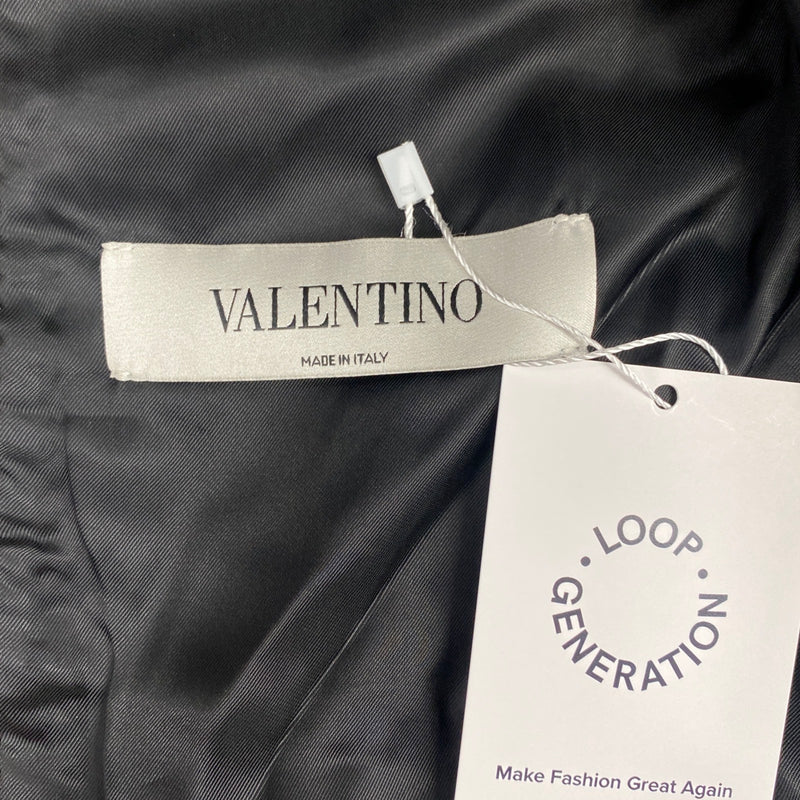 VALENTINO
MADE IN ITALY
• LOOP •
GENERATION
Make Fashion Great Again